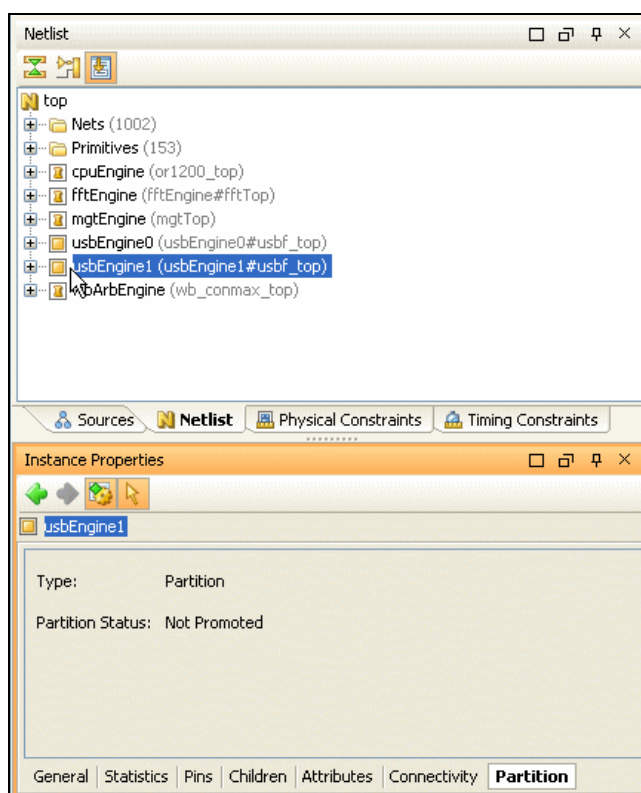 Netlist
top
Nets (1002)
Primitives (153)
cpuEngine (or1200_top)
fftEngine (fftEngine#fftTop)
mgtEngine (mgtTop)
usbEngine0 (usbEngine0#usbf_top)
usbEngine1 (usbEngine1#usbf_top)
wbArbEngine (wb_conmax_top)
Sources Netlist Physical Constraints Timing Constraints
Instance Properties
usbEngine1
Type: Partition
Partition Status: Not Promoted
General Statistics Pins Children Attributes Connectivity Partition